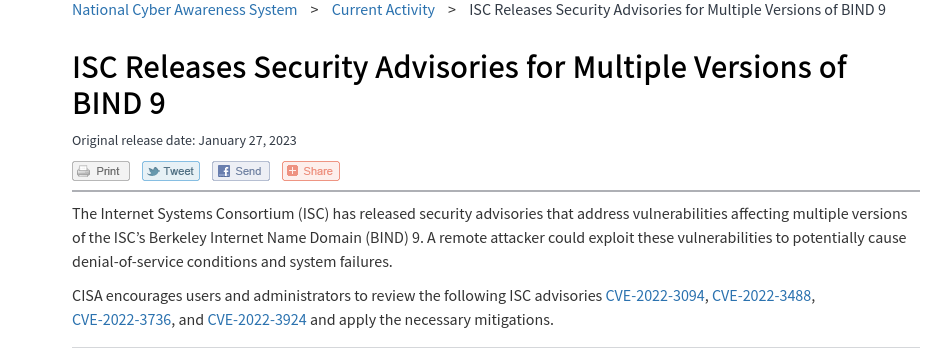 National Cyber Awareness System > Current Activity > ISC Releases Security Advisories for Multiple Versions of BIND 9
ISC Releases Security Advisories for Multiple Versions of
BIND 9
Original release date: January 27, 2023
Print Tweet Send Share
The Internet Systems Consortium (ISC) has released security advisories that address vulnerabilities affecting multiple versions
of the ISC’s Berkeley Internet Name Domain (BIND) 9. A remote attacker could exploit these vulnerabilities to potentially cause
denial-of-service conditions and system failures.
CISA encourages users and administrators to review the following ISC advisories CVE-2022-3094, CVE-2022-3488,
CVE-2022-3736, and CVE-2022-3924 and apply the necessary mitigations.